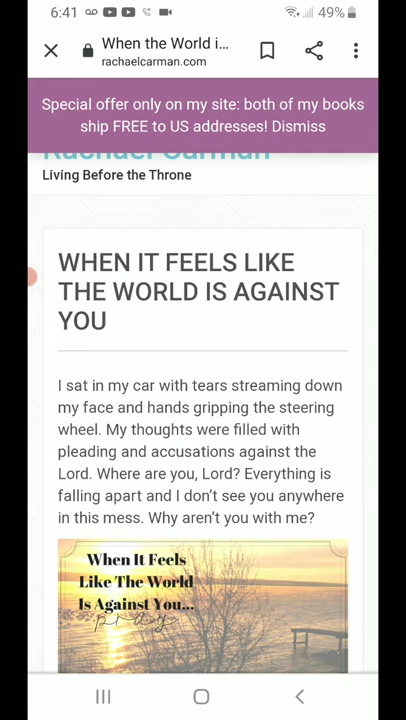 6:41
49%
When the World i...
rachaelcarman.com
Special offer only on my site: both of my books
ship FREE to US addresses! Dismiss
Rachael Carman
Living Before the Throne
WHEN IT FEELS LIKE
THE WORLD IS AGAINST
YOU
I sat in my car with tears streaming down
my face and hands gripping the steering
wheel. My thoughts were filled with
pleading and accusations against the
Lord. Where are you, Lord? Everything is
falling apart and I don’t see you anywhere
in this mess. Why aren’t you with me?
When It Feels
Like The World
Is Against You...
pray